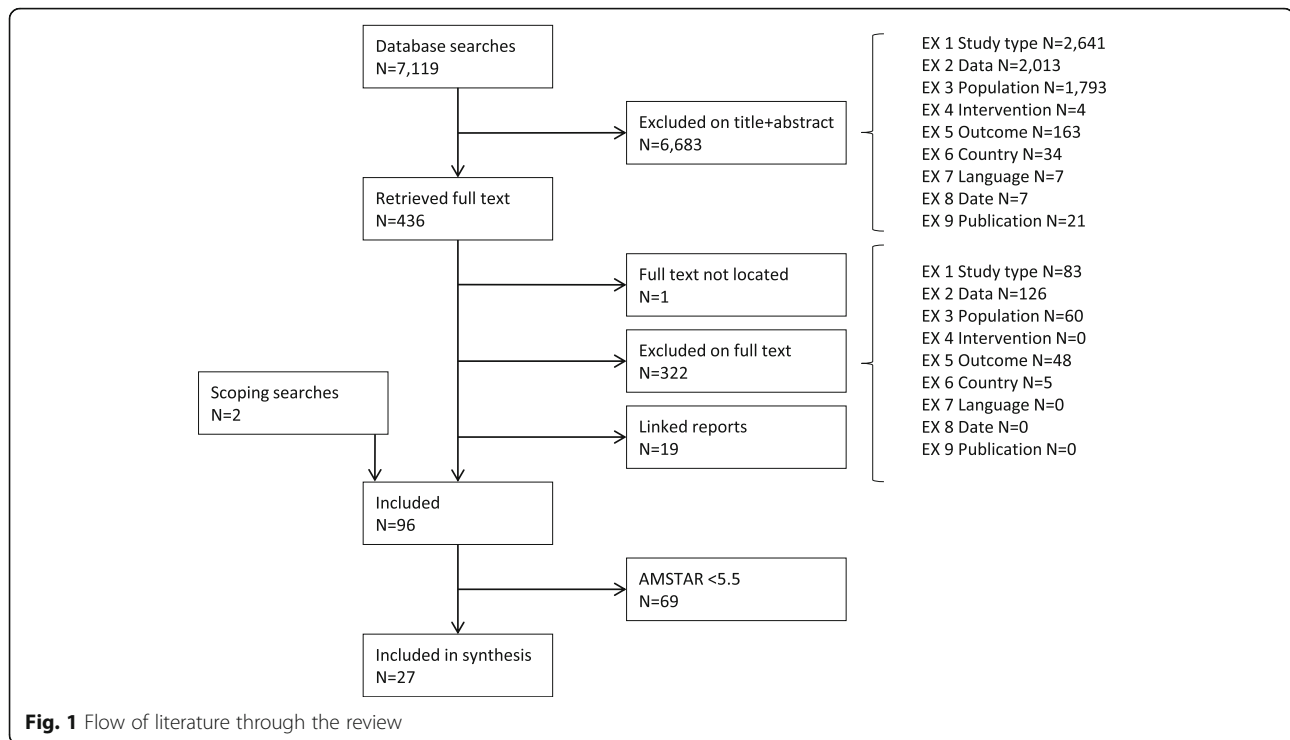 Database searches
N=7,119
Excluded on title+abstract
N=6,683
EX 1 Study type N=2,641
EX 2 Data N=2,013
EX 3 Population N=1,793
EX 4 Intervention N=4
EX 5 Outcome N=163
EX 6 Country N=34
EX 7 Language N=7
EX 8 Date N=7
EX 9 Publication N=21
Retrieved full text
N=436
Full text not located
N=1
Excluded on full text
N=322
Linked reports
N=19
EX 1 Study type N=83
EX 2 Data N=126
EX 3 Population N=60
EX 4 Intervention N=0
EX 5 Outcome N=48
EX 6 Country N=5
EX 7 Language N=0
EX 8 Date N=0
EX 9 Publication N=0
Scoping searches
N=2
Included
N=96
AMSTAR <5.5
N=69
Included in synthesis
N=27
Fig. 1 Flow of literature through the review